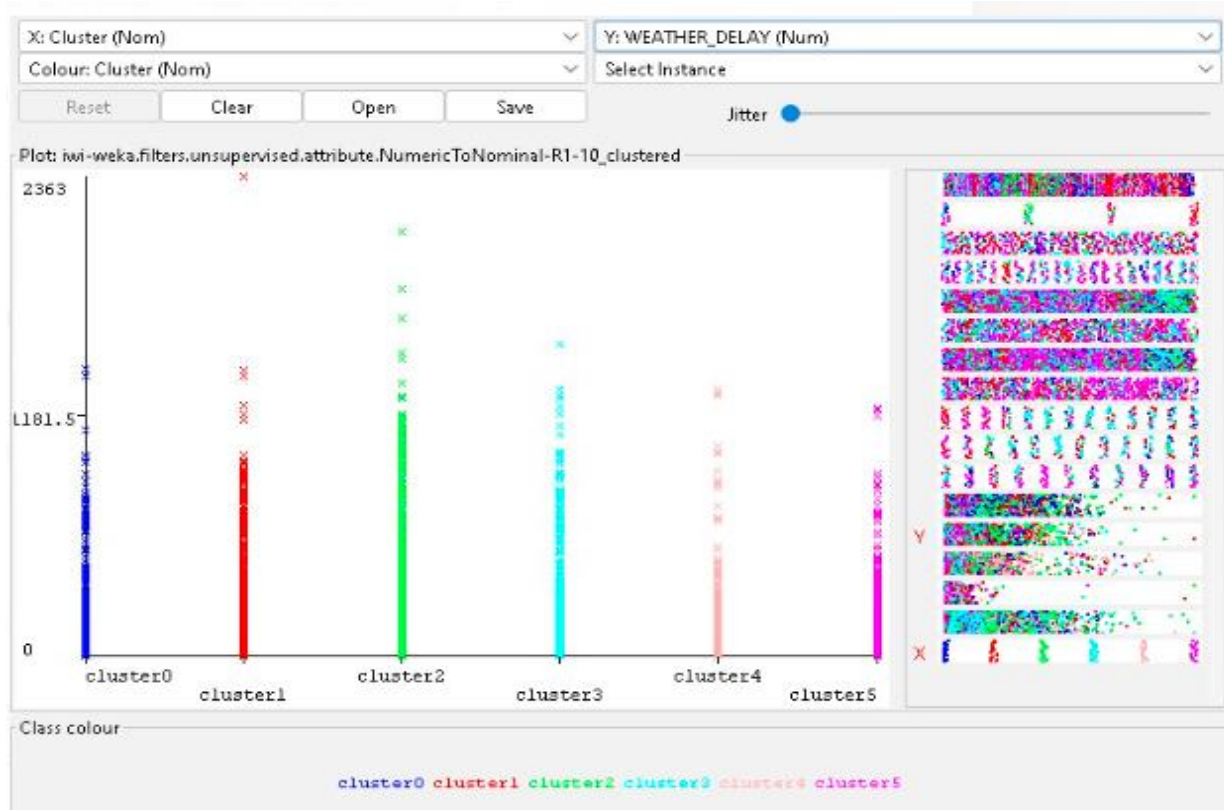 X: Cluster (Nom)
Y: WEATHER_DELAY (Num)
Colour: Cluster (Nom)
Select Instance
Reset
Clear
Open
Save
Jitter
Plot: iwi-weka.filters.unsupervised.attribute.NumericToNominal-R1-10_clustered
2363
1181.5
0
cluster0
cluster1
cluster2
cluster3
cluster4
cluster5
Y
X
Class colour
cluster0 cluster1 cluster2 cluster3 cluster4 cluster5